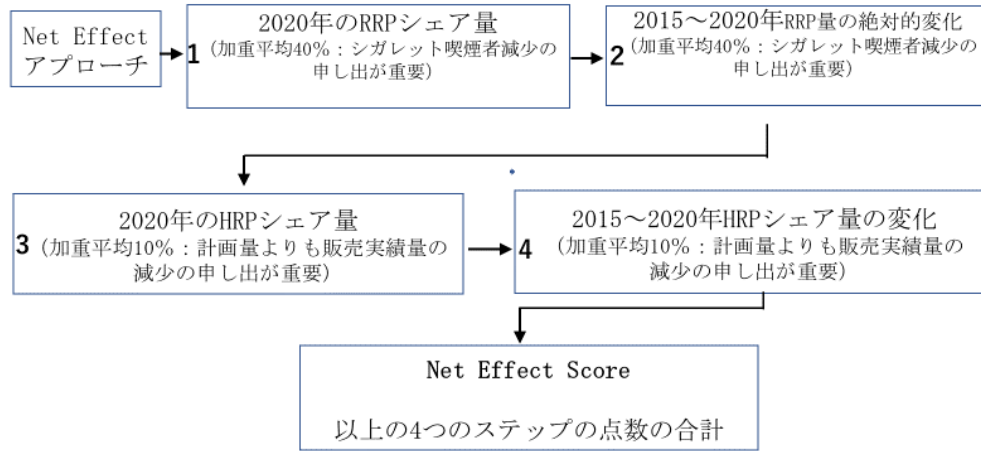 Net Effect
アプローチ
1
2020年のRRPシェア量
(加重平均40%：シガレット喫煙者減少の
申し出が重要)
2
2015～2020年RRP量の絶対的変化
(加重平均40%：シガレット喫煙者減少の
申し出が重要)
3
2020年のHRPシェア量
(加重平均10%：計画量よりも販売実績量の
減少の申し出が重要)
4
2015～2020年HRPシェア量の変化
(加重平均10%：計画量よりも販売実績量の
減少の申し出が重要)
Net Effect Score
以上の4つのステップの点数の合計